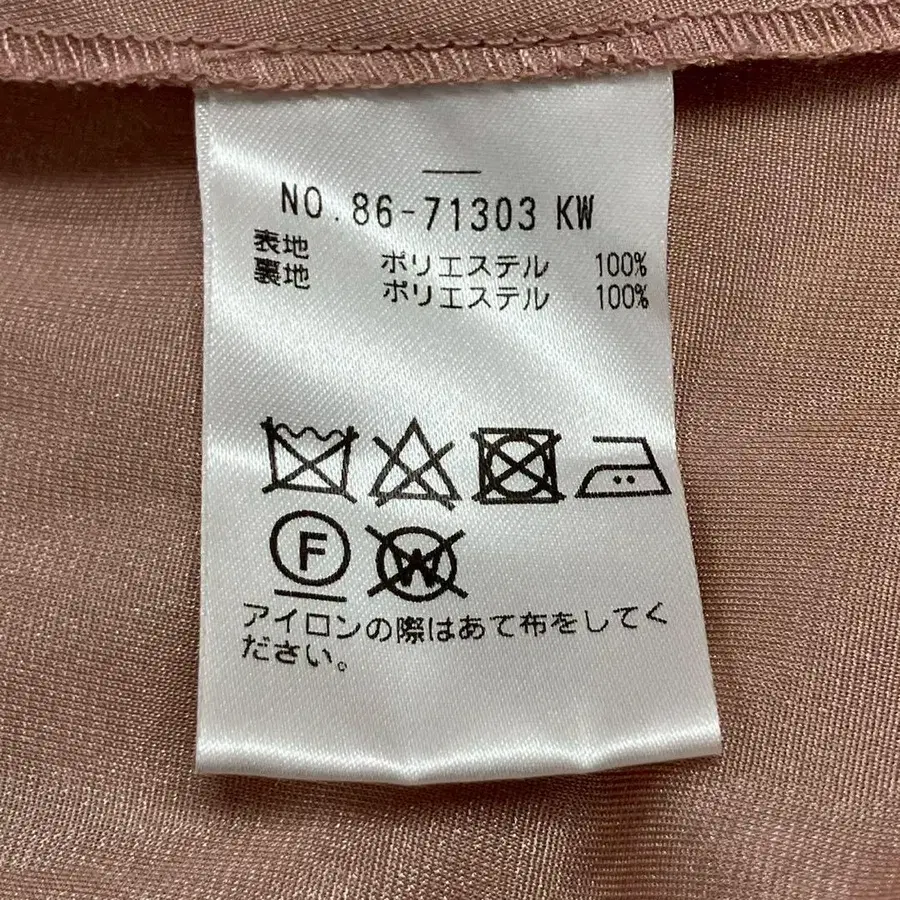 NO.86-71303 KW
表地 ポリエステル 100%
裏地 ポリエステル 100%
F
W
アイロンの際はあて布をしてく
ださい。